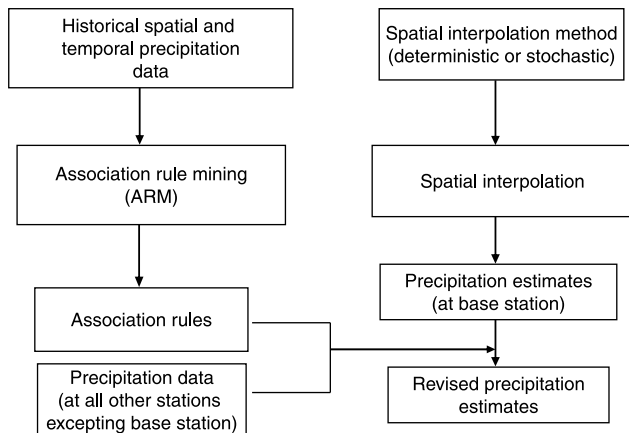 Historical spatial and
temporal precipitation
data
Association rule mining
(ARM)
Association rules
Precipitation data
(at all other stations
excepting base station)
Spatial interpolation method
(deterministic or stochastic)
Spatial interpolation
Precipitation estimates
(at base station)
Revised precipitation
estimates